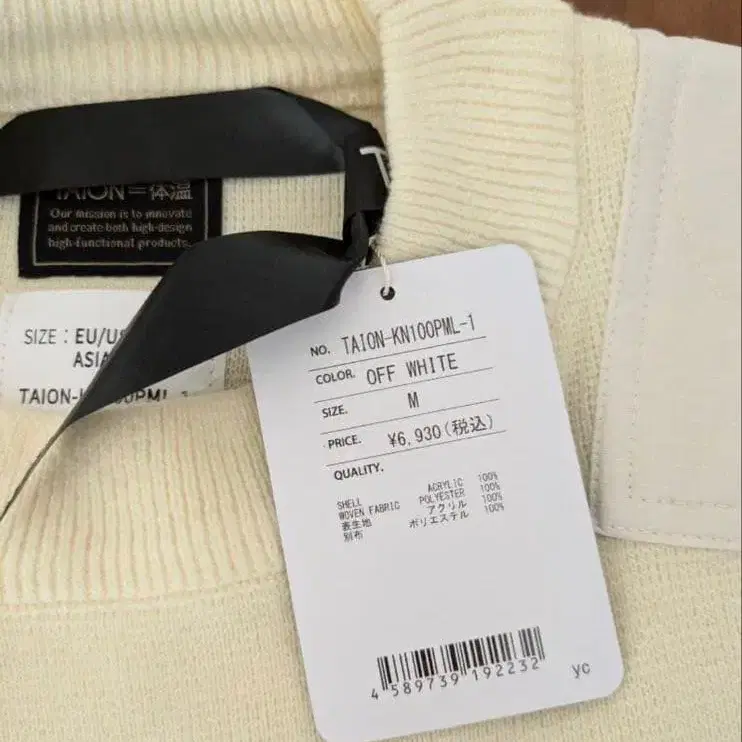 TAION=体温
Our mission is to innovate
and create both high-design
high-functional products.
SIZE : EU/US
ASIA
TAION-
NO. TAION-KN100PML-1
COLOR. OFF WHITE
SIZE. M
PRICE. ¥6,930(税込)
QUALITY.
SHELL ACRYLIC 100%
WOVEN FABRIC POLYESTER 100%
表生地 アクリル 100%
別布 ポリエステル 100%
4 589739 192232
yc